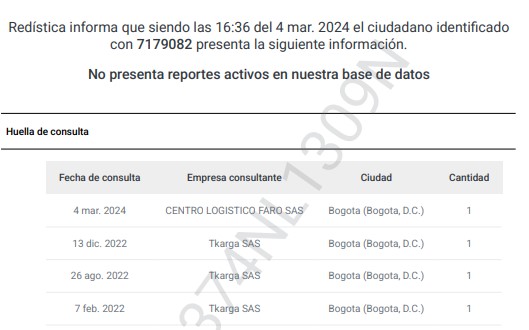 Redística informa que siendo las 16:36 del 4 mar. 2024 el ciudadano identificado
con 7179082 presenta la siguiente información.
No presenta reportes activos en nuestra base de datos
Huella de consulta
Fecha de consulta Empresa consultante Ciudad Cantidad
4 mar. 2024 CENTRO LOGISTICO FARO SAS Bogota (Bogota, D.C.) 1
13 dic. 2022 Tkarga SAS Bogota (Bogota, D.C.) 1
26 ago. 2022 Tkarga SAS Bogota (Bogota, D.C.) 1
7 feb. 2022 Tkarga SAS Bogota (Bogota, D.C.) 1
374NL1309N